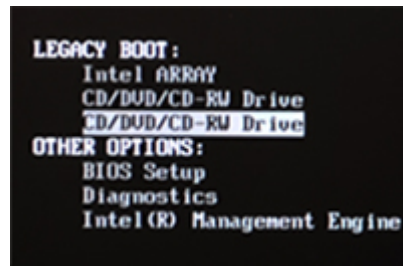 LEGACY BOOT:
Intel ARRAY
CD/DVD/CD-RW Drive
CD/DVD/CD-RW Drive
OTHER OPTIONS:
BIOS Setup
Diagnostics
Intel(R) Management Engine